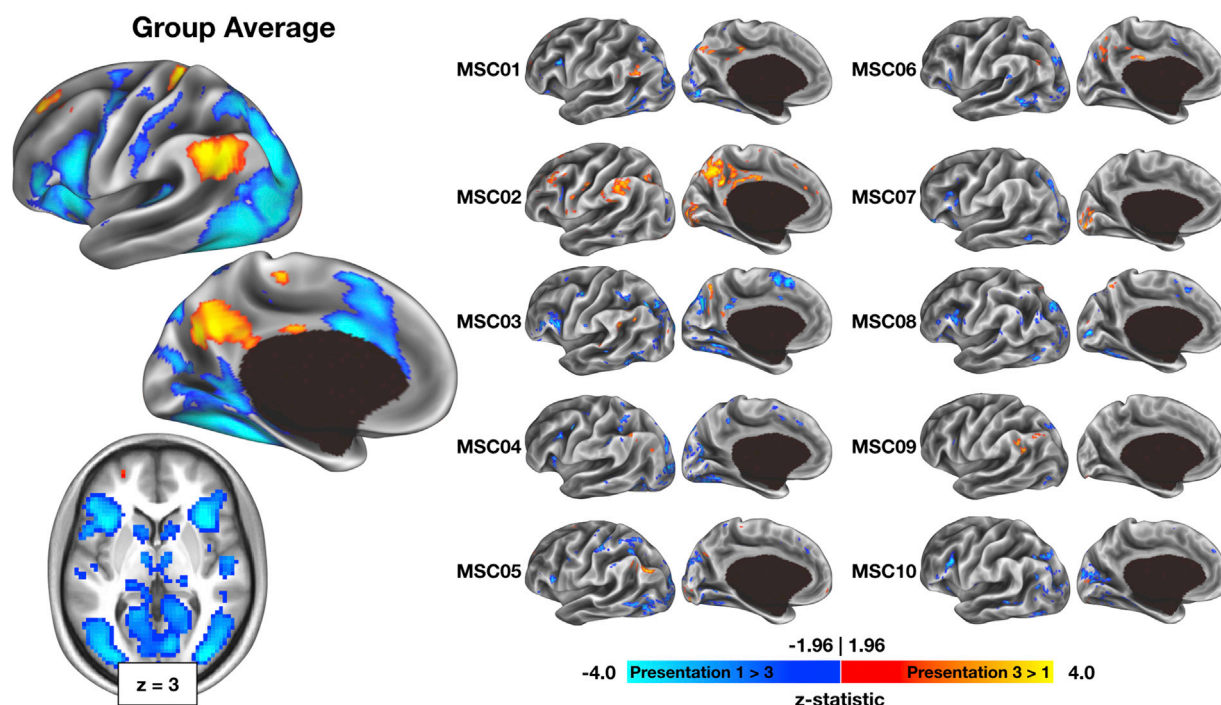 Group Average
MSC01
MSC06
MSC02
MSC07
MSC03
MSC08
MSC04
MSC09
MSC05
MSC10
z = 3
-1.96 | 1.96
-4.0 Presentation 1 > 3 Presentation 3 > 1 4.0
z-statistic